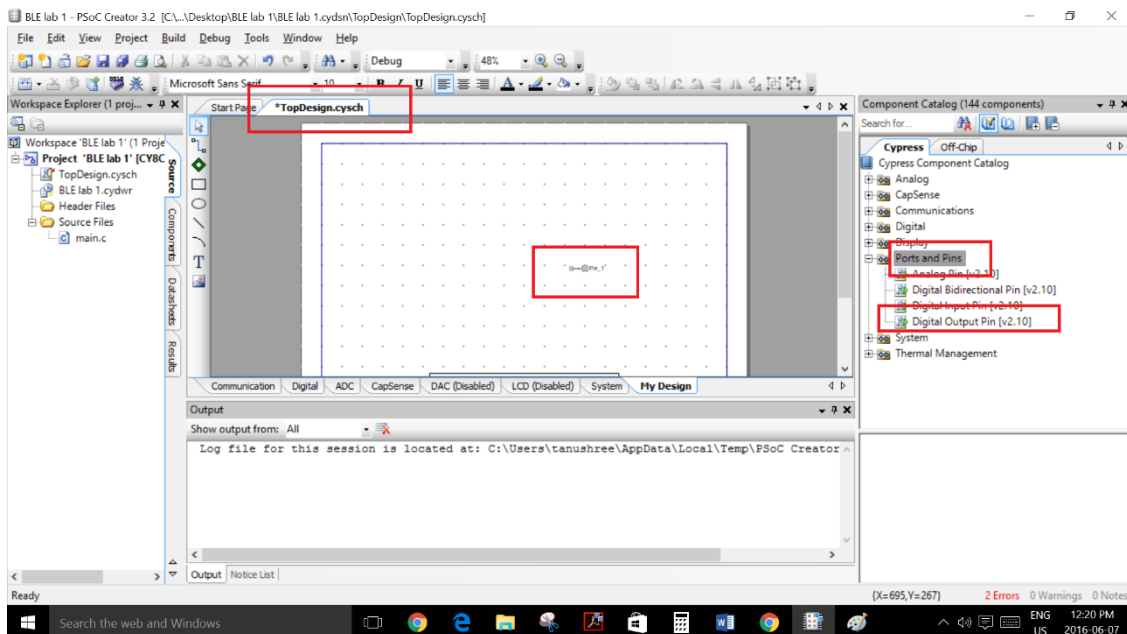 BLE lab 1 - PSoC Creator 3.2 [C:\...\Desktop\BLE lab 1\BLE lab 1.cydsn\TopDesign\TopDesign.cysch]
File Edit View Project Build Debug Tools Window Help
Debug 48%
Microsoft Sans Serif 10 B I U
Workspace Explorer (1 proj...
Start Page *TopDesign.cysch
Component Catalog (144 components)
Search for...
Workspace 'BLE lab 1' (1 Proje
Project 'BLE lab 1' [CY8C
TopDesign.cysch
BLE lab 1.cydwr
Header Files
Source Files
main.c
Source
Components
Datasheets
Results
T
Pin_1
Cypress Off-Chip
Cypress Component Catalog
Analog
CapSense
Communications
Digital
Display
Ports and Pins
Analog Pin [v2.10]
Digital Bidirectional Pin [v2.10]
Digital Input Pin [v2.10]
Digital Output Pin [v2.10]
System
Thermal Management
Communication Digital ADC CapSense DAC (Disabled) LCD (Disabled) System My Design
Output
Show output from: All
Log file for this session is located at: C:\Users\tanushree\AppData\Local\Temp\PSoC Creator
Output Notice List
Ready {X=695,Y=267} 2 Errors 0 Warnings 0 Notes
Search the web and Windows
ENG 12:20 PM
US 2016-06-07